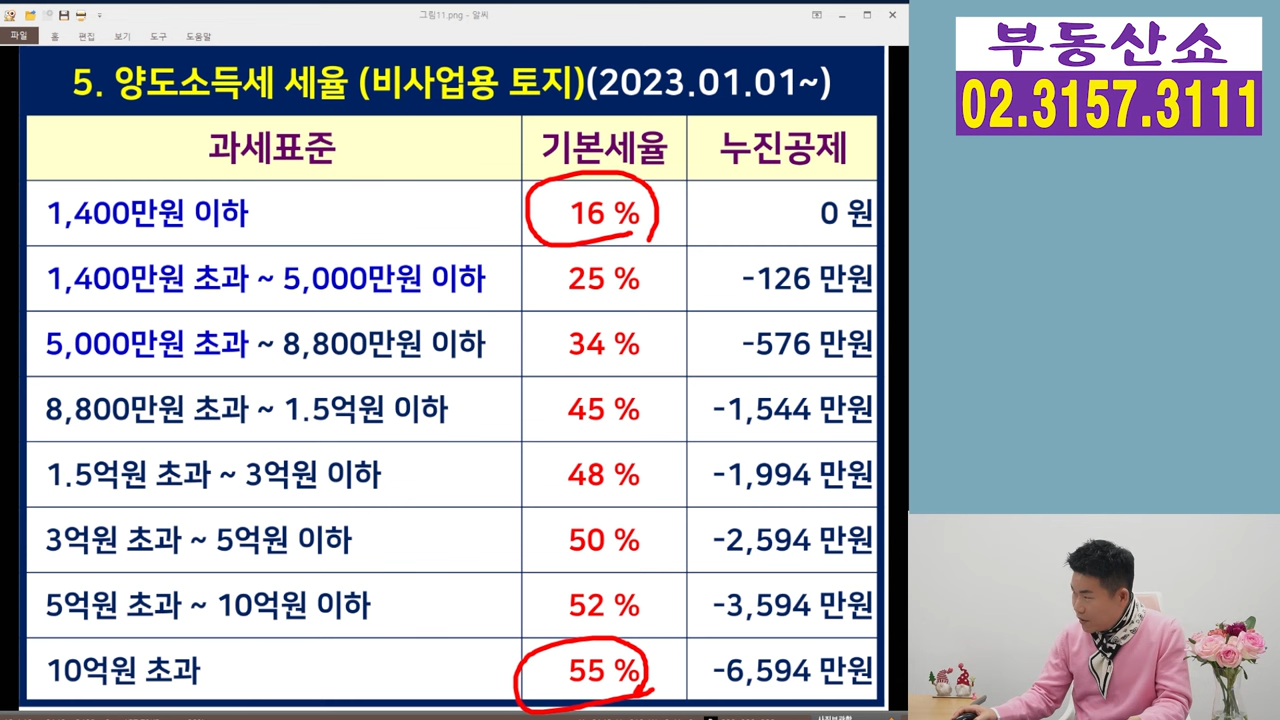 그림11.png - 알씨
파일 홈 편집 보기 도구 도움말
5. 양도소득세 세율 (비사업용 토지)(2023.01.01~)
과세표준 기본세율 누진공제
1,400만원 이하 16 % 0 원
1,400만원 초과 ~ 5,000만원 이하 25 % -126 만원
5,000만원 초과 ~ 8,800만원 이하 34 % -576 만원
8,800만원 초과 ~ 1.5억원 이하 45 % -1,544 만원
1.5억원 초과 ~ 3억원 이하 48 % -1,994 만원
3억원 초과 ~ 5억원 이하 50 % -2,594 만원
5억원 초과 ~ 10억원 이하 52 % -3,594 만원
10억원 초과 55 % -6,594 만원
부동산쇼
02.3157.3111